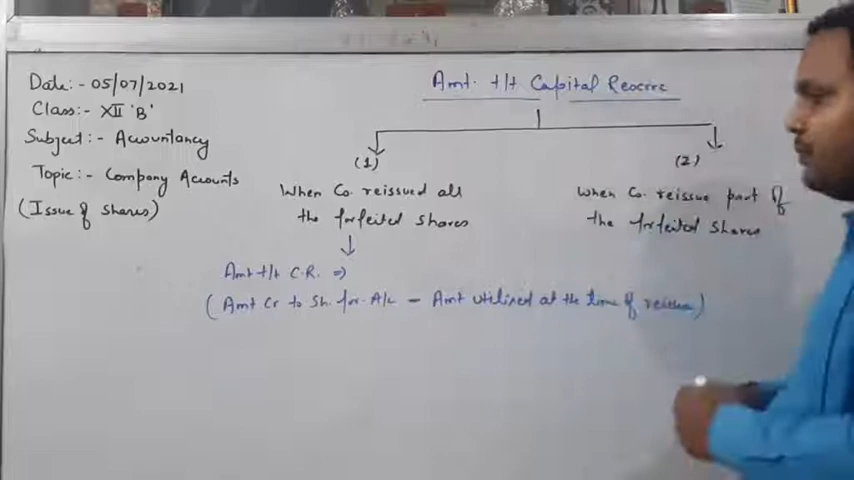 Date:- 05/07/2021
Class:- XII 'B'
Subject:- Accountancy
Topic:- Company Accounts
(Issue of shares)
Amt. t/t Capital Reserve
(1)
When Co. reissued all
the forfeited shares
(2)
When Co. reissue part of
the forfeited shares
Amt t/t C.R. ⇒
(Amt Cr to Sh. for. A/c - Amt utilized at the time of reissue)